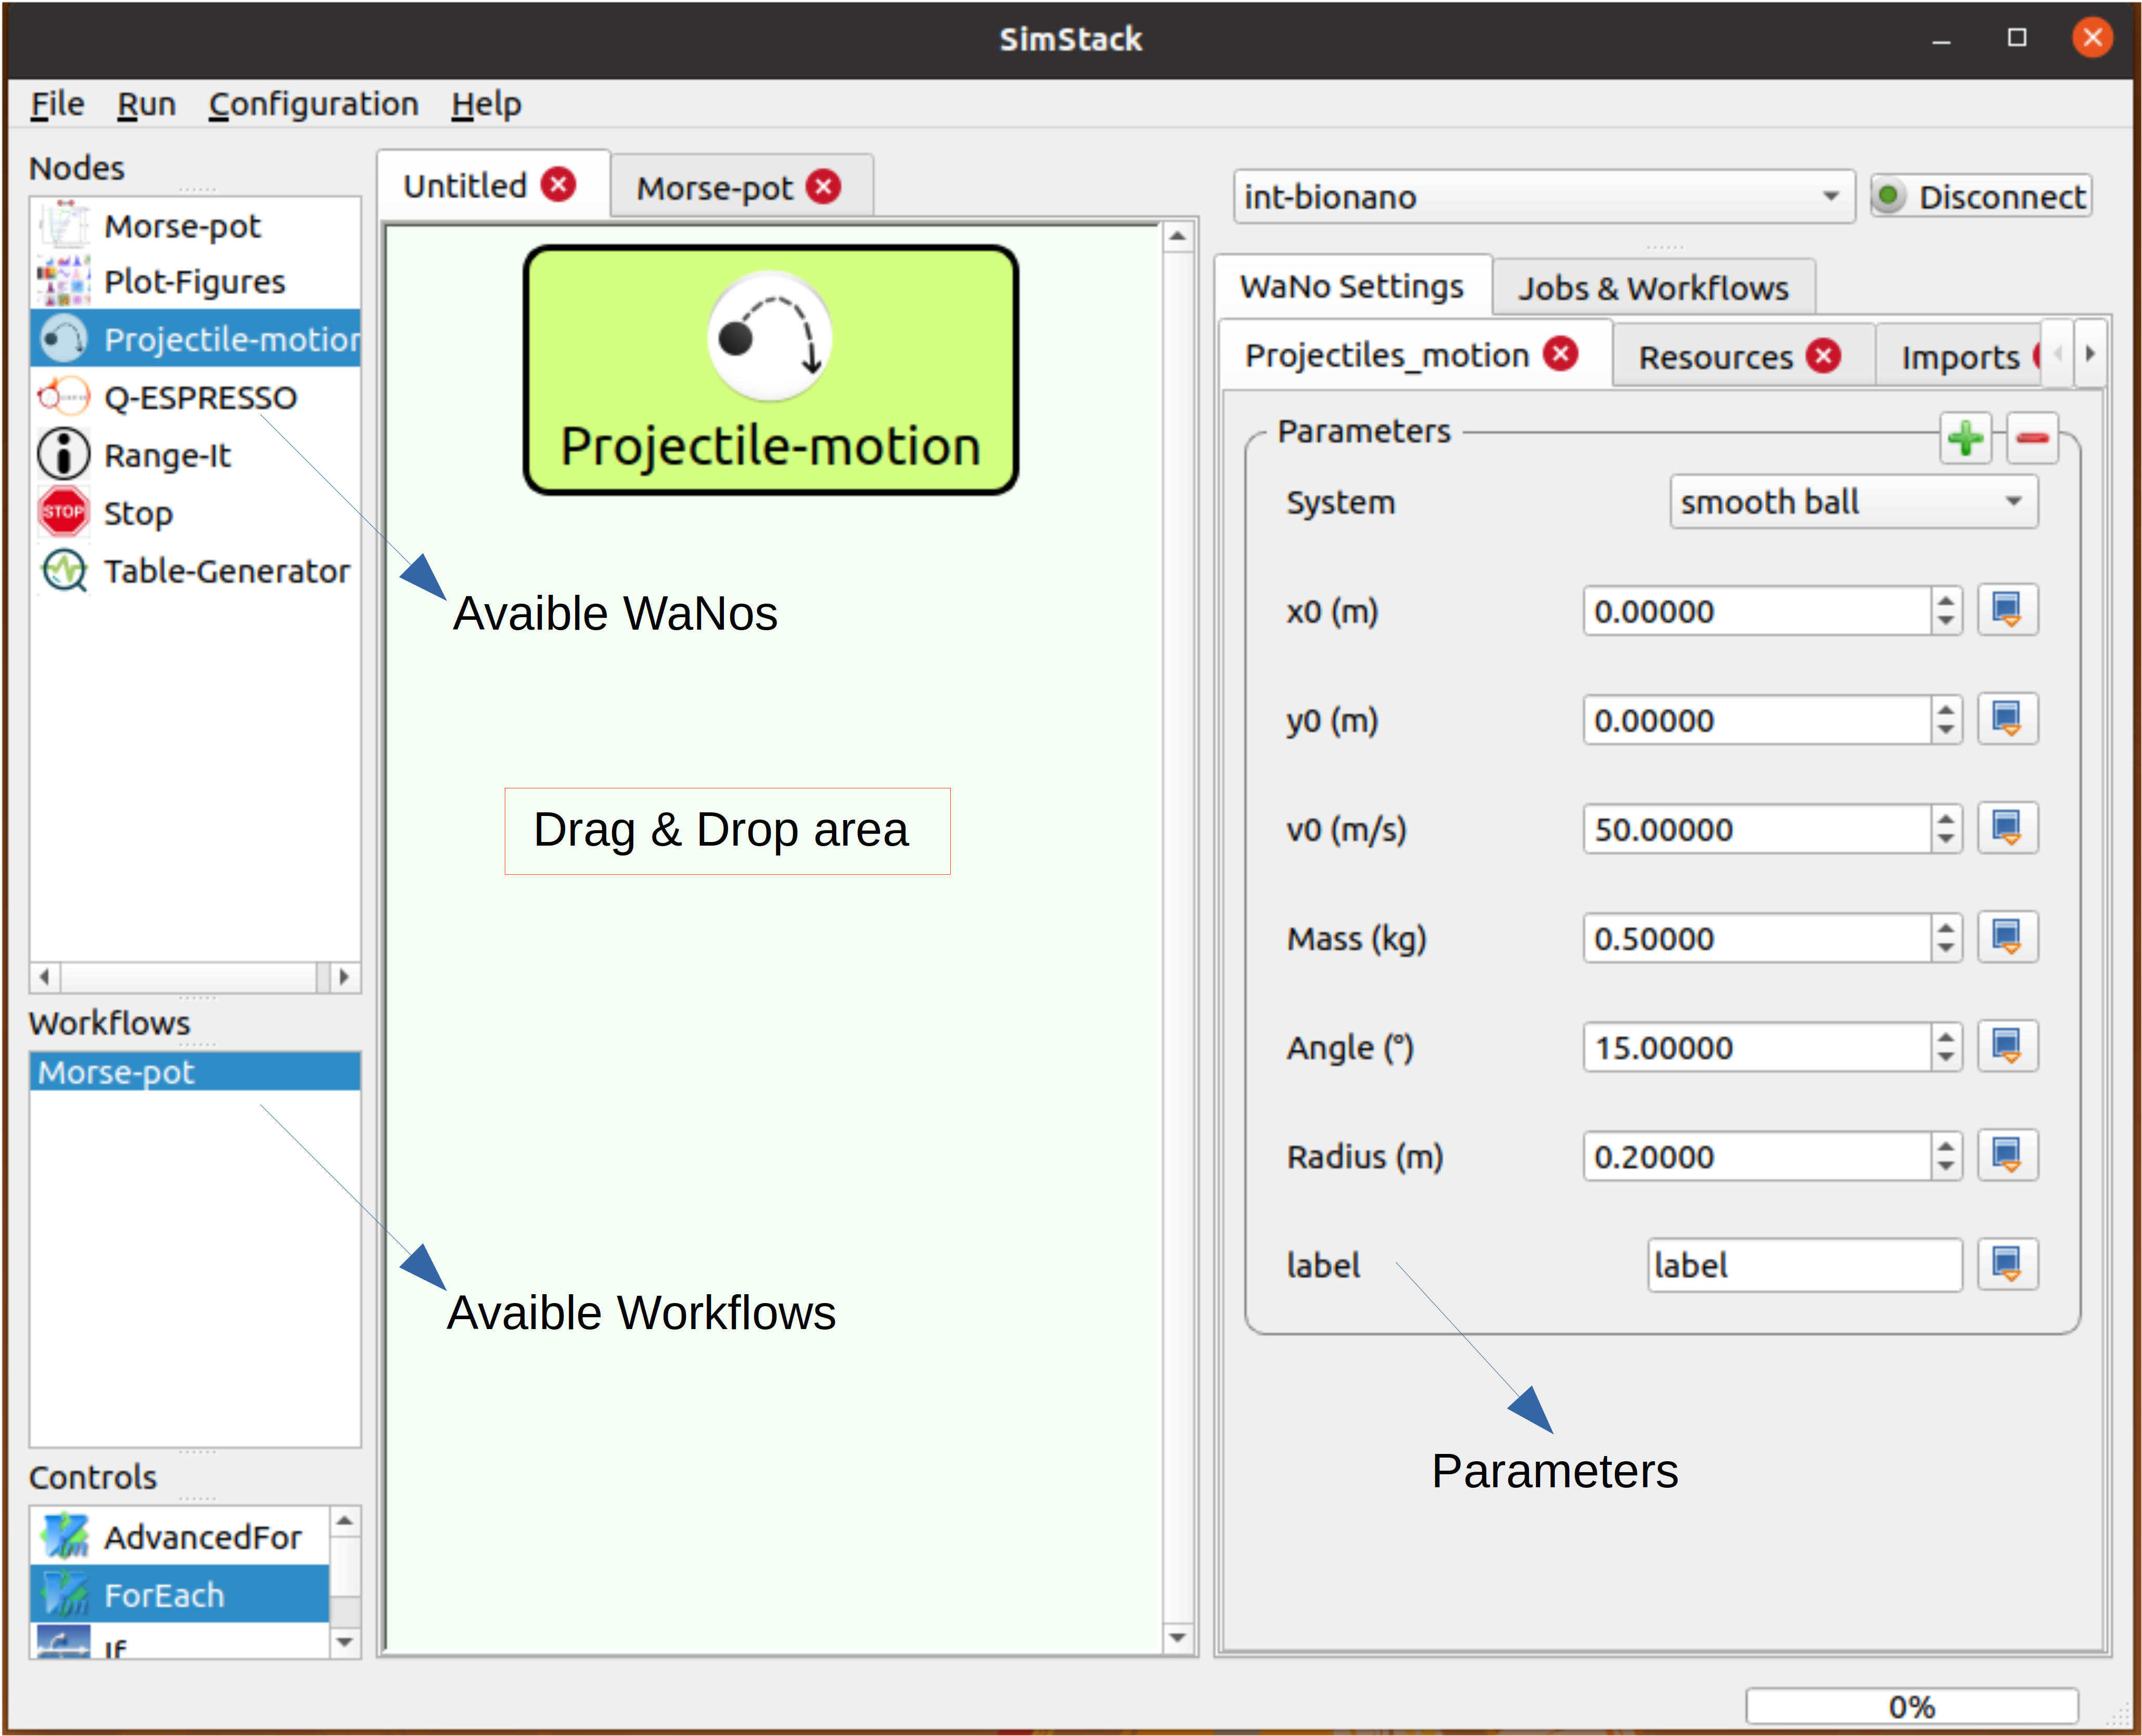 SimStack
File Run Configuration Help
Nodes
Morse-pot
Plot-Figures
Projectile-motion
Q-ESPRESSO
Range-It
STOP
Stop
Table-Generator
Workflows
Morse-pot
Controls
AdvancedFor
ForEach
If
Untitled Morse-pot
Projectile-motion
Avaible WaNos
Drag & Drop area
Avaible Workflows
int-bionano Disconnect
WaNo Settings Jobs & Workflows
Projectiles_motion Resources Imports
Parameters
System smooth ball
x0 (m) 0.00000
y0 (m) 0.00000
v0 (m/s) 50.00000
Mass (kg) 0.50000
Angle (°) 15.00000
Radius (m) 0.20000
label label
Parameters
0%